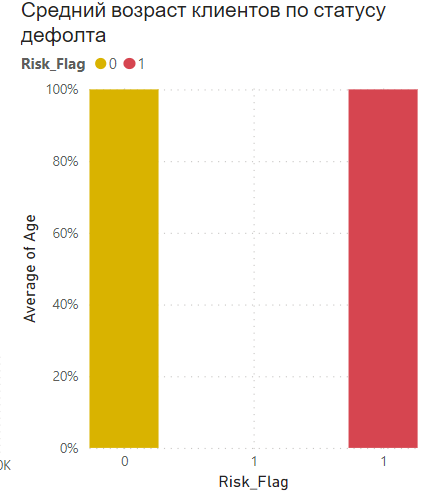 Средний возраст клиентов по статусу
дефолта
Risk_Flag 0 1
100%
80%
60%
40%
20%
0%
Average of Age
0 1 1
Risk_Flag
0K